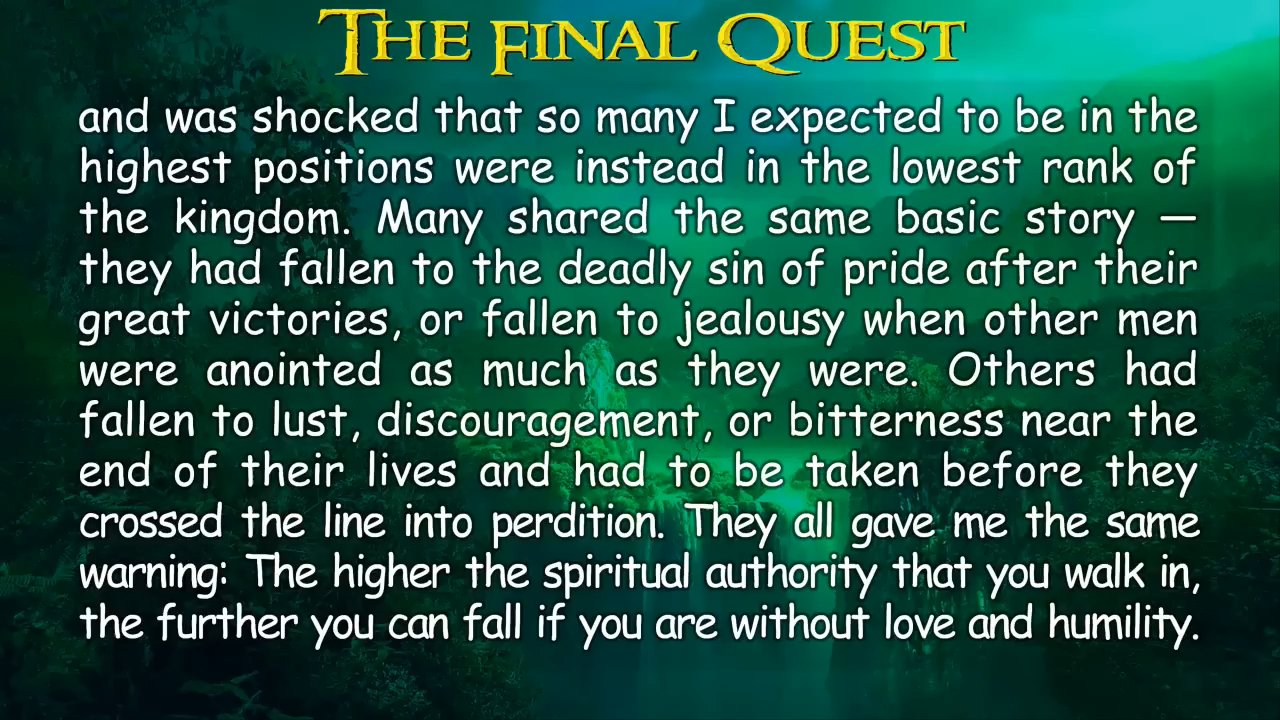 The Final Quest
and was shocked that so many I expected to be in the
highest positions were instead in the lowest rank of
the kingdom. Many shared the same basic story —
they had fallen to the deadly sin of pride after their
great victories, or fallen to jealousy when other men
were anointed as much as they were. Others had
fallen to lust, discouragement, or bitterness near the
end of their lives and had to be taken before they
crossed the line into perdition. They all gave me the same
warning: The higher the spiritual authority that you walk in,
the further you can fall if you are without love and humility.